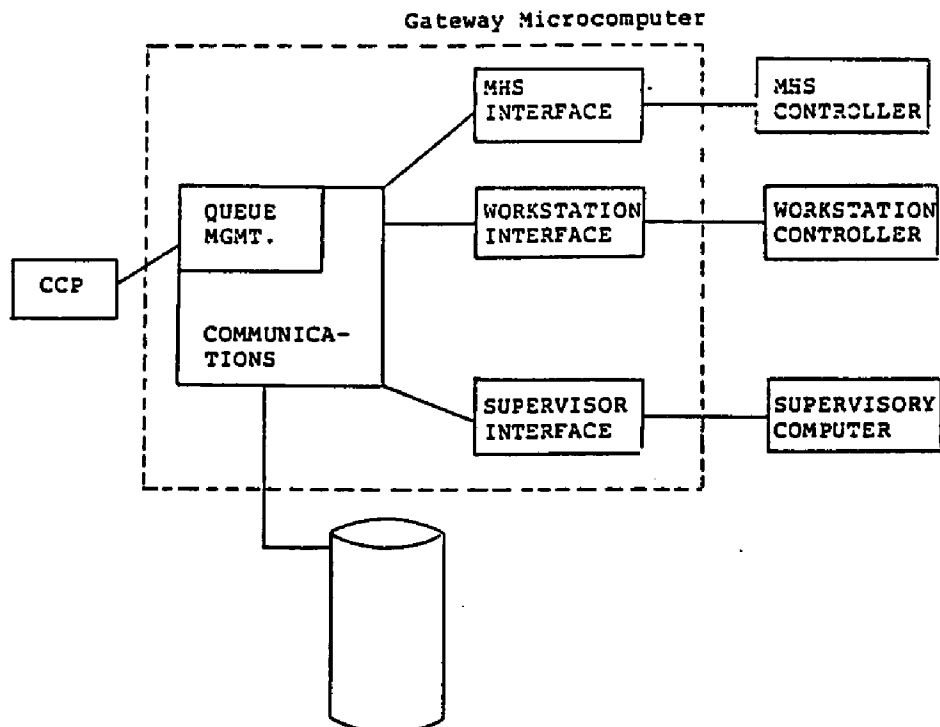 Gateway Microcomputer
MHS
INTERFACE
MHS
CONTROLLER
QUEUE
MGMT.
WORKSTATION
INTERFACE
WORKSTATION
CONTROLLER
CCP
COMMUNICA-
TIONS
SUPERVISOR
INTERFACE
SUPERVISORY
COMPUTER